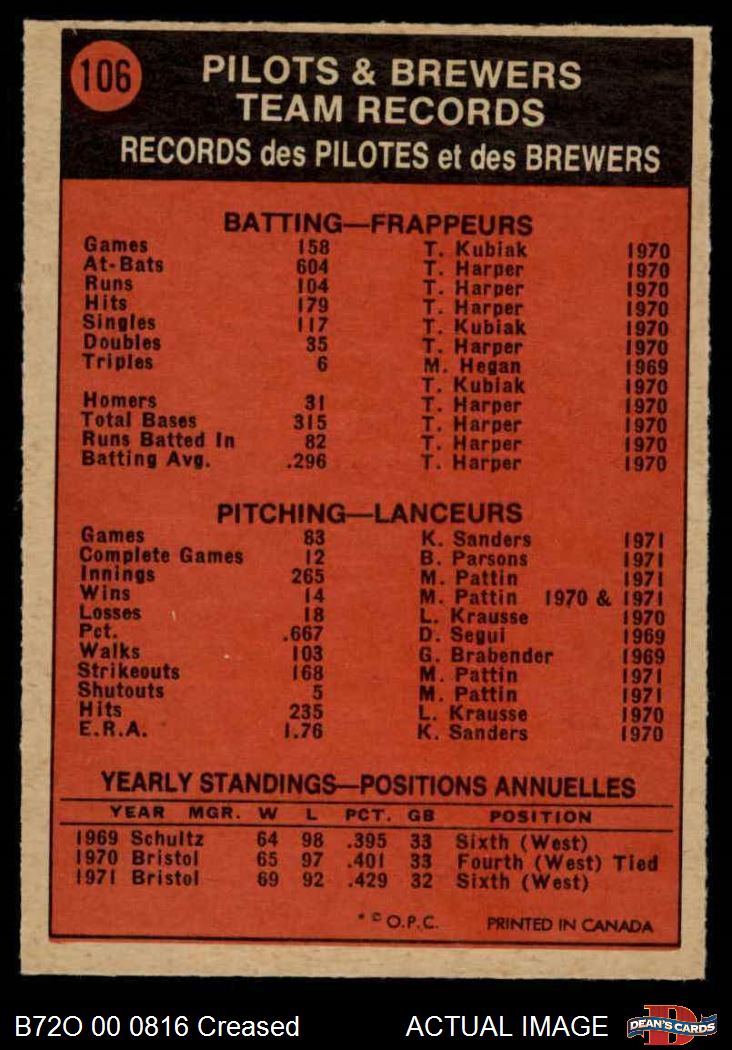 106
PILOTS & BREWERS
TEAM RECORDS
RECORDS des PILOTES et des BREWERS
BATTING—FRAPPEURS
Games 158 T. Kubiak 1970
At-Bats 604 T. Harper 1970
Runs 104 T. Harper 1970
Hits 179 T. Harper 1970
Singles 117 T. Kubiak 1970
Doubles 35 T. Harper 1970
Triples 6 M. Hegan 1969
T. Kubiak 1970
Homers 31 T. Harper 1970
Total Bases 315 T. Harper 1970
Runs Batted In 82 T. Harper 1970
Batting Avg. .296 T. Harper 1970
PITCHING—LANCEURS
Games 83 K. Sanders 1971
Complete Games 12 B. Parsons 1971
Innings 265 M. Pattin 1971
Wins 14 M. Pattin 1970 & 1971
Losses 18 L. Krausse 1970
Pct. .667 D. Segui 1969
Walks 103 G. Brabender 1969
Strikeouts 168 M. Pattin 1971
Shutouts 5 M. Pattin 1971
Hits 235 L. Krausse 1970
E.R.A. 1.76 K. Sanders 1970
YEARLY STANDINGS—POSITIONS ANNUELLES
YEAR MGR. W L PCT. GB POSITION
1969 Schultz 64 98 .395 33 Sixth (West)
1970 Bristol 65 97 .401 33 Fourth (West) Tied
1971 Bristol 69 92 .429 32 Sixth (West)
* © O.P.C. PRINTED IN CANADA
B72O 00 0816 Creased ACTUAL IMAGE DEAN'S CARDS